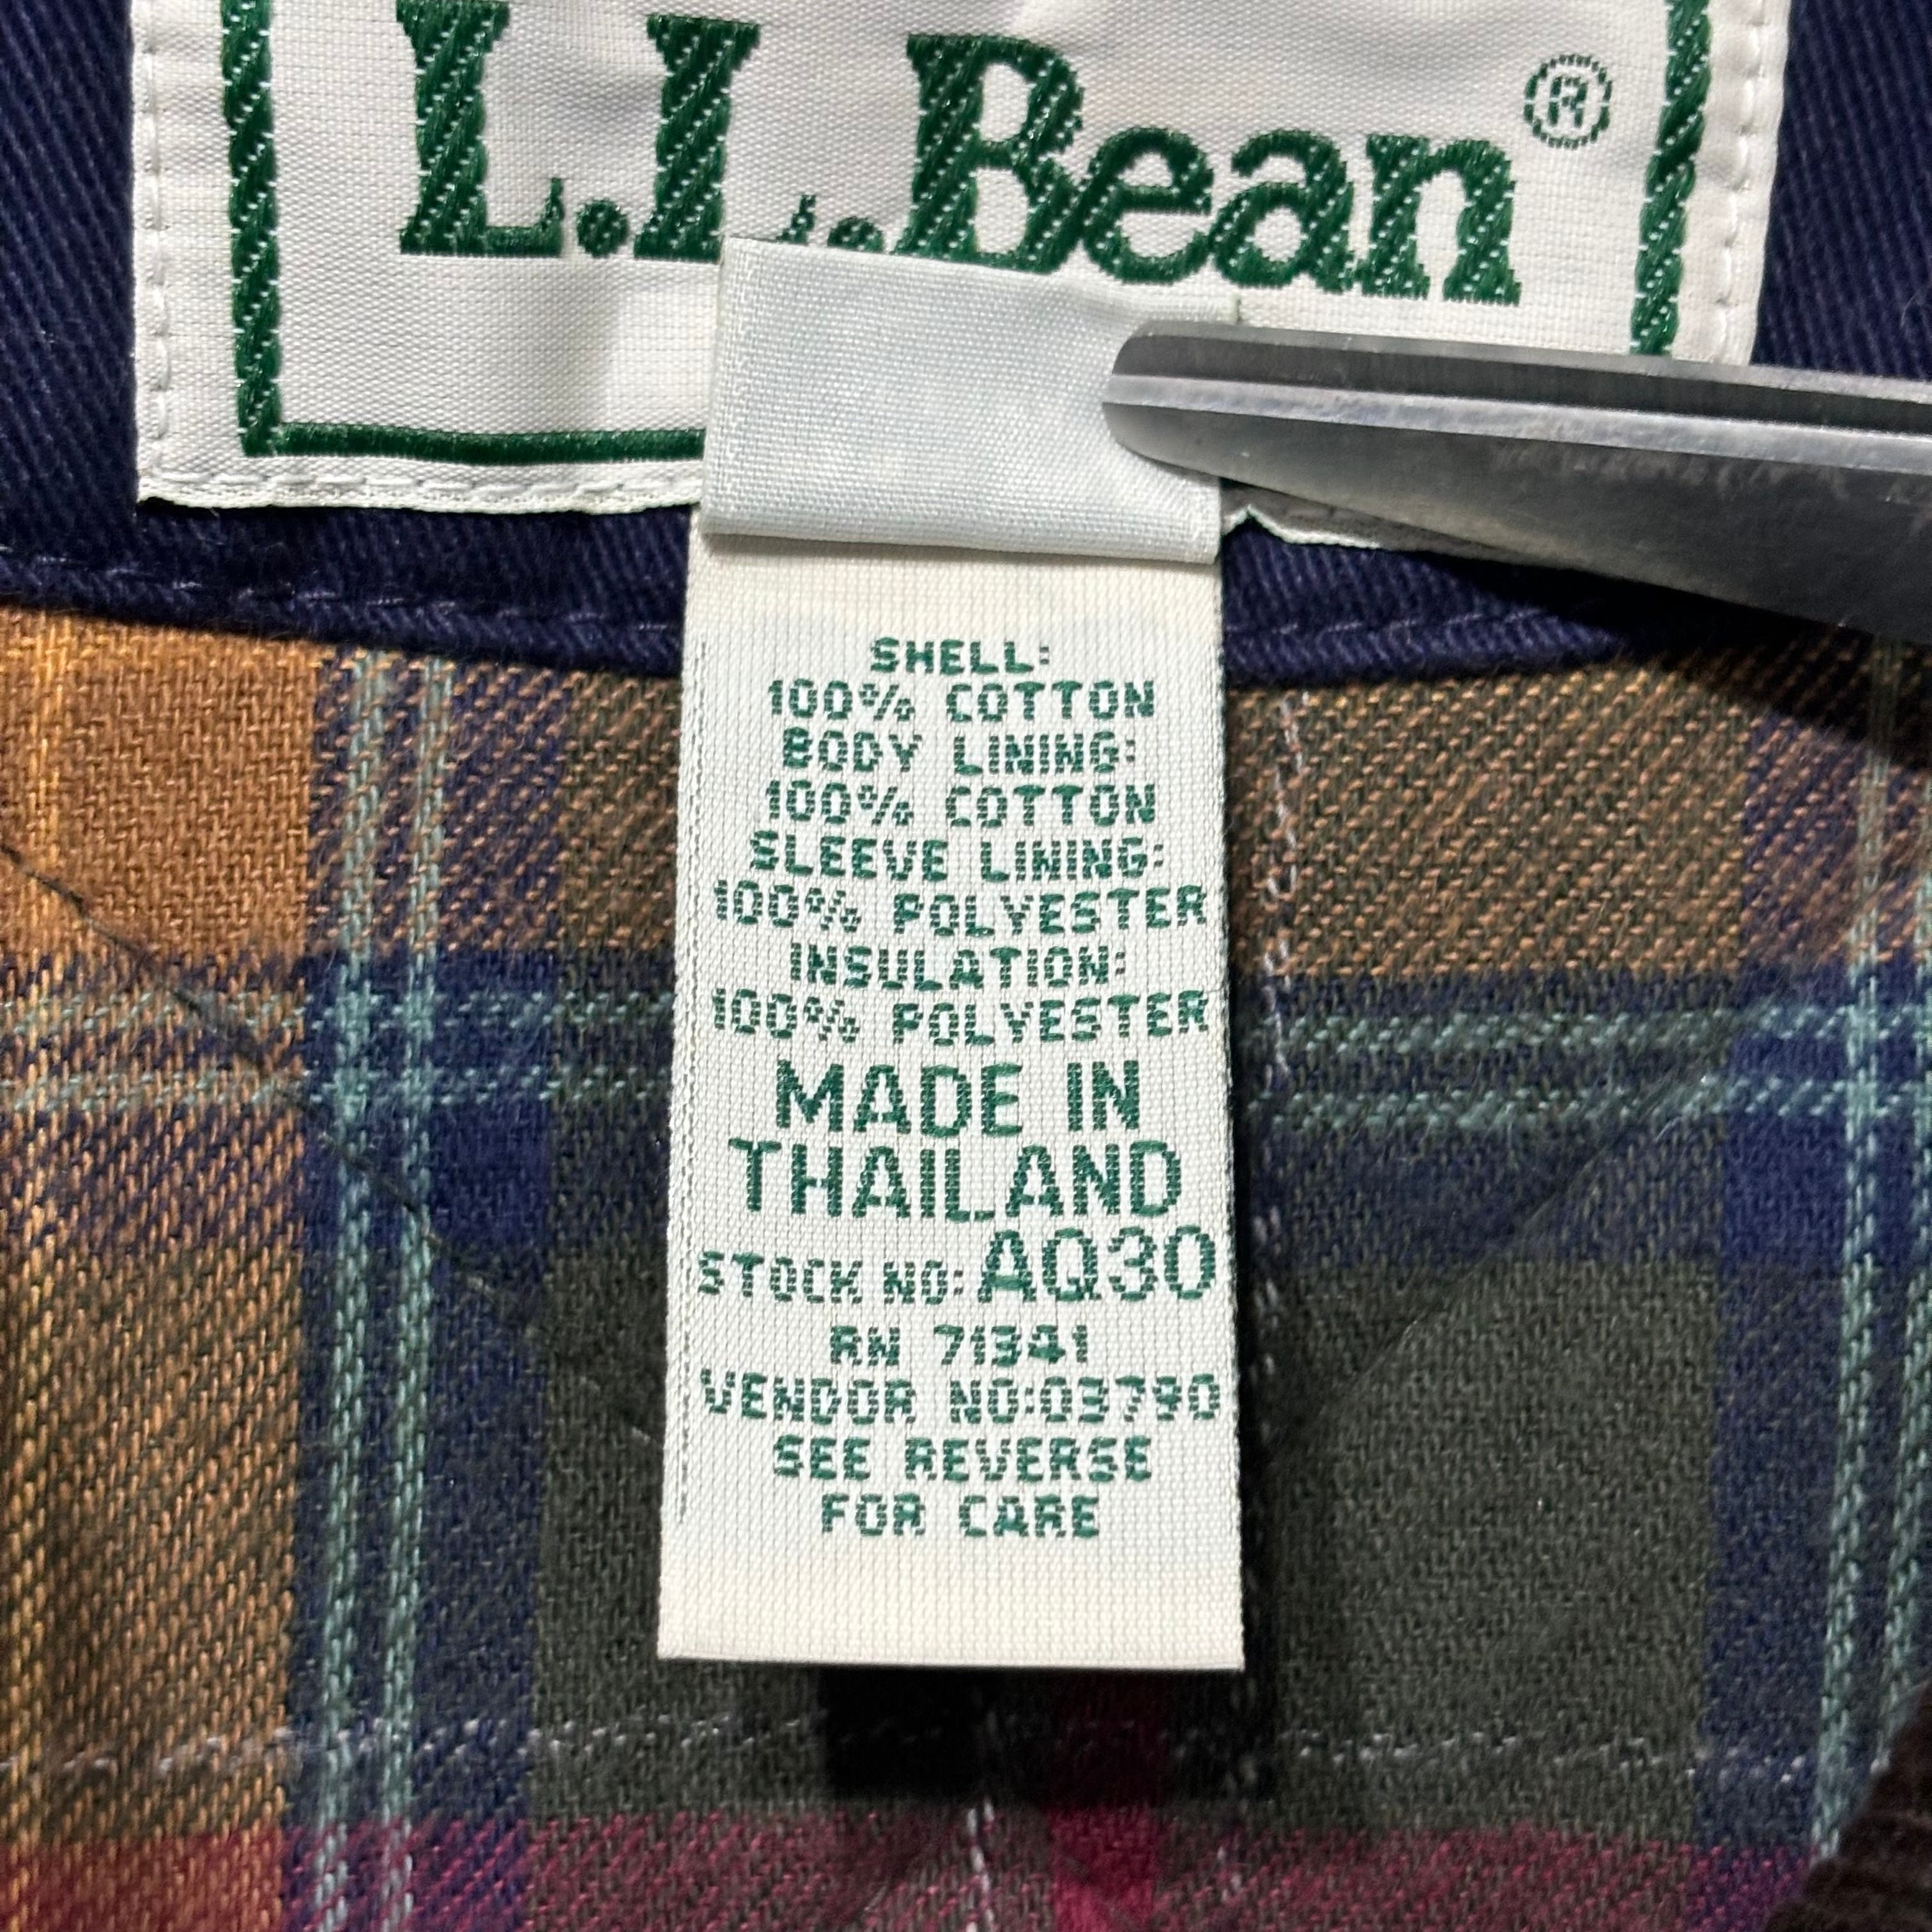 L.L.Bean®
SHELL:
100% COTTON
BODY LINING:
100% COTTON
SLEEVE LINING:
100% POLYESTER
INSULATION:
100% POLYESTER
MADE IN
THAILAND
STOCK NO: AQ30
RN 71341
VENDOR NO:03790
SEE REVERSE
FOR CARE